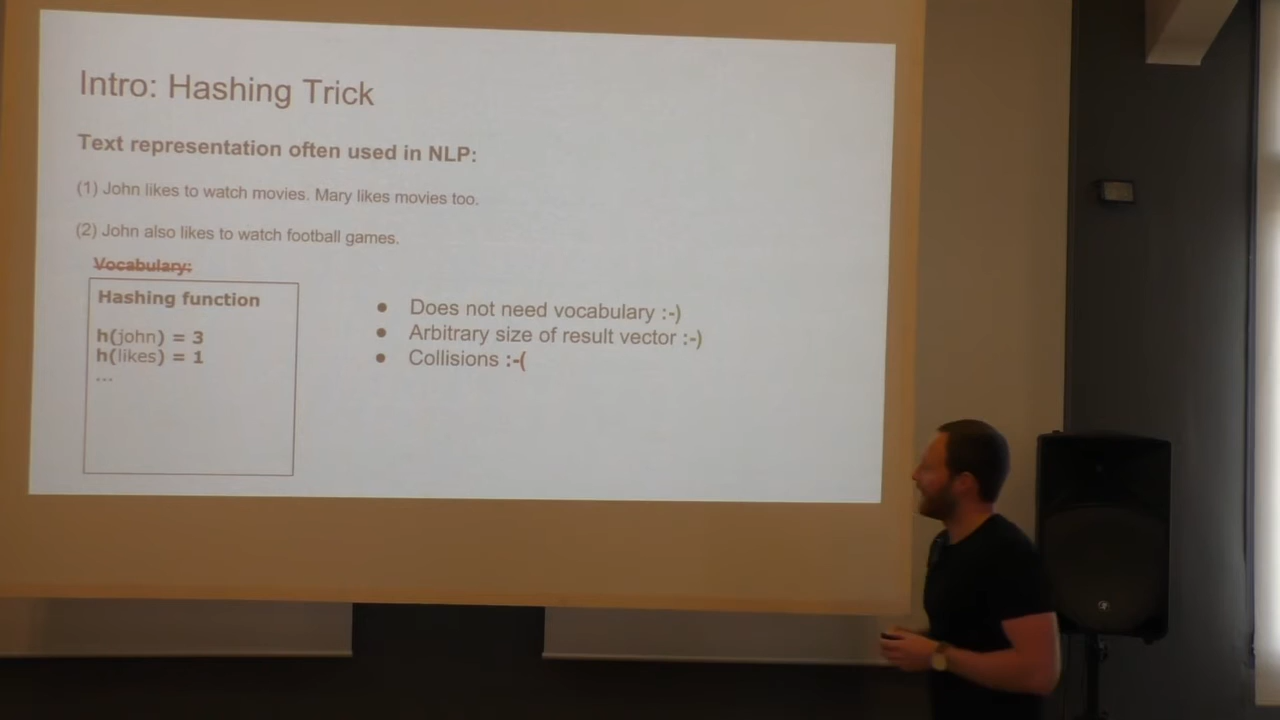 Intro: Hashing Trick
Text representation often used in NLP:
(1) John likes to watch movies. Mary likes movies too.
(2) John also likes to watch football games.
Vocabulary:
Hashing function
h(john) = 3
h(likes) = 1
...
● Does not need vocabulary :-)
● Arbitrary size of result vector :-)
● Collisions :-(